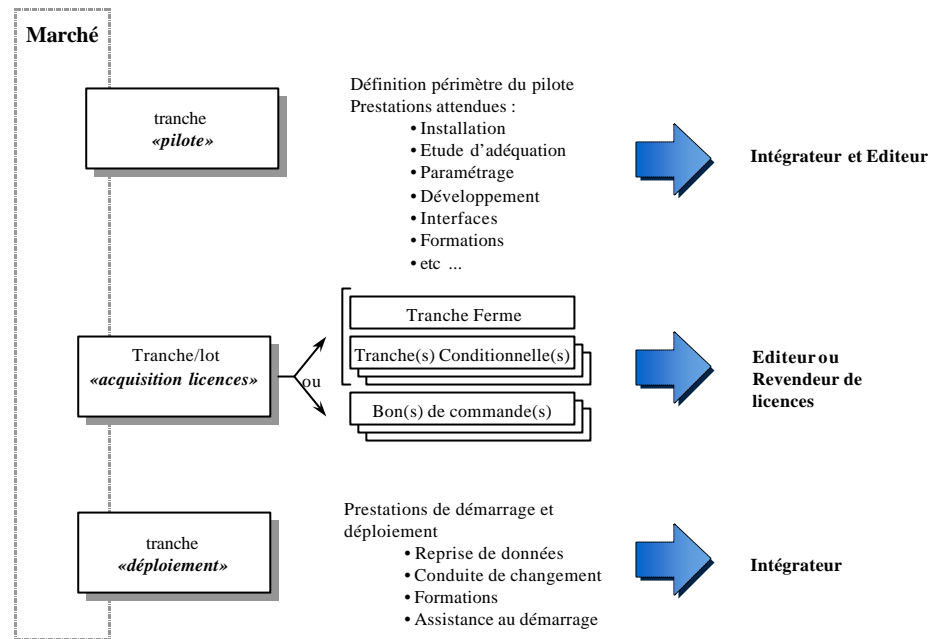 Marché
tranche
«pilote»
Définition périmètre du pilote
Prestations attendues :
• Installation
• Etude d'adéquation
• Paramétrage
• Développement
• Interfaces
• Formations
• etc ...
Intégrateur et Editeur
Tranche/lot
«acquisition licences»
ou
Tranche Ferme
Tranche(s) Conditionnelle(s)
Bon(s) de commande(s)
Editeur ou
Revendeur de
licences
tranche
«déploiement»
Prestations de démarrage et
déploiement
• Reprise de données
• Conduite de changement
• Formations
• Assistance au démarrage
Intégrateur